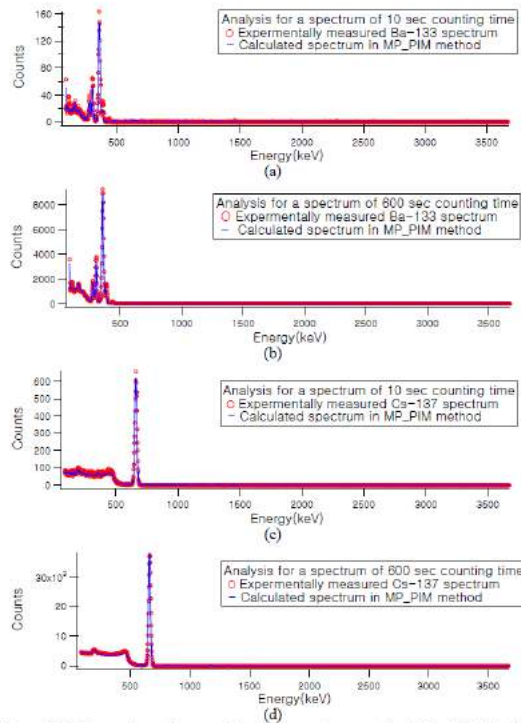 160
120
80
40
0
Counts
Analysis for a spectrum of 10 sec counting time
Expermentally measured Ba-133 spectrum
Calculated spectrum in MP_PIM method
500 1000 1500 2000 2500 3000 3500
Energy(keV)
(a)
8000
6000
4000
2000
0
Counts
Analysis for a spectrum of 600 sec counting time
Expermentally measured Ba-133 spectrum
Calculated spectrum in MP_PIM method
500 1000 1500 2000 2500 3000 3500
Energy(keV)
(b)
600
500
400
300
200
100
0
Counts
Analysis for a spectrum of 10 sec counting time
Expermentally measured Cs-137 spectrum
Calculated spectrum in MP_PIM method
500 1000 1500 2000 2500 3000 3500
Energy(keV)
(c)
30x10³
20
10
0
Counts
Analysis for a spectrum of 600 sec counting time
Expermentally measured Cs-137 spectrum
Calculated spectrum in MP_PIM method
500 1000 1500 2000 2500 3000 3500
Energy(keV)
(d)